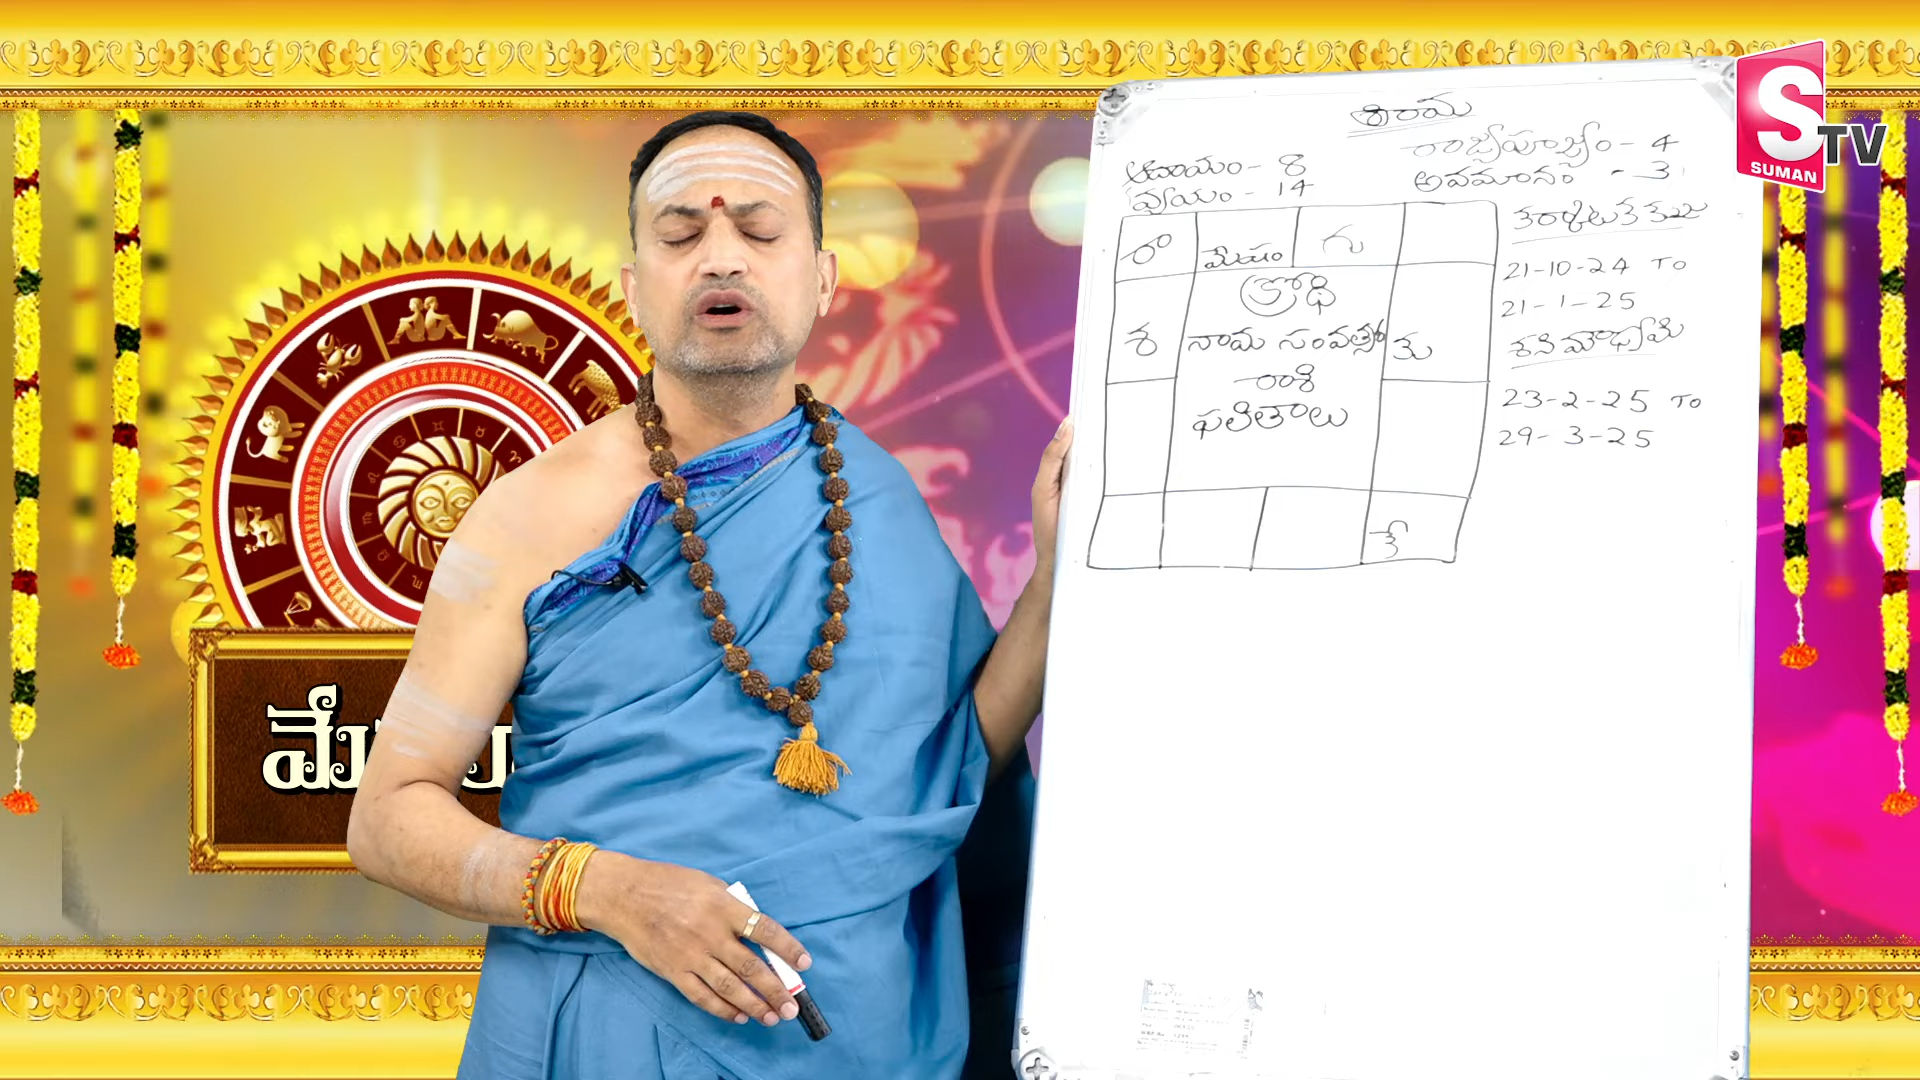 శ్రీరామ
ఆదాయం - 8
వ్యయం - 14
రాజ్యపూజ్యం - 4
అవమానం - 3
రా
మేషం
గు
క్రోధి
నామ సంవత్సర
రాశి
ఫలితాలు
శ
కు
కే
21-10-24 TO
21-1-25
23-2-25 TO
29-3-25
S TV
SUMAN